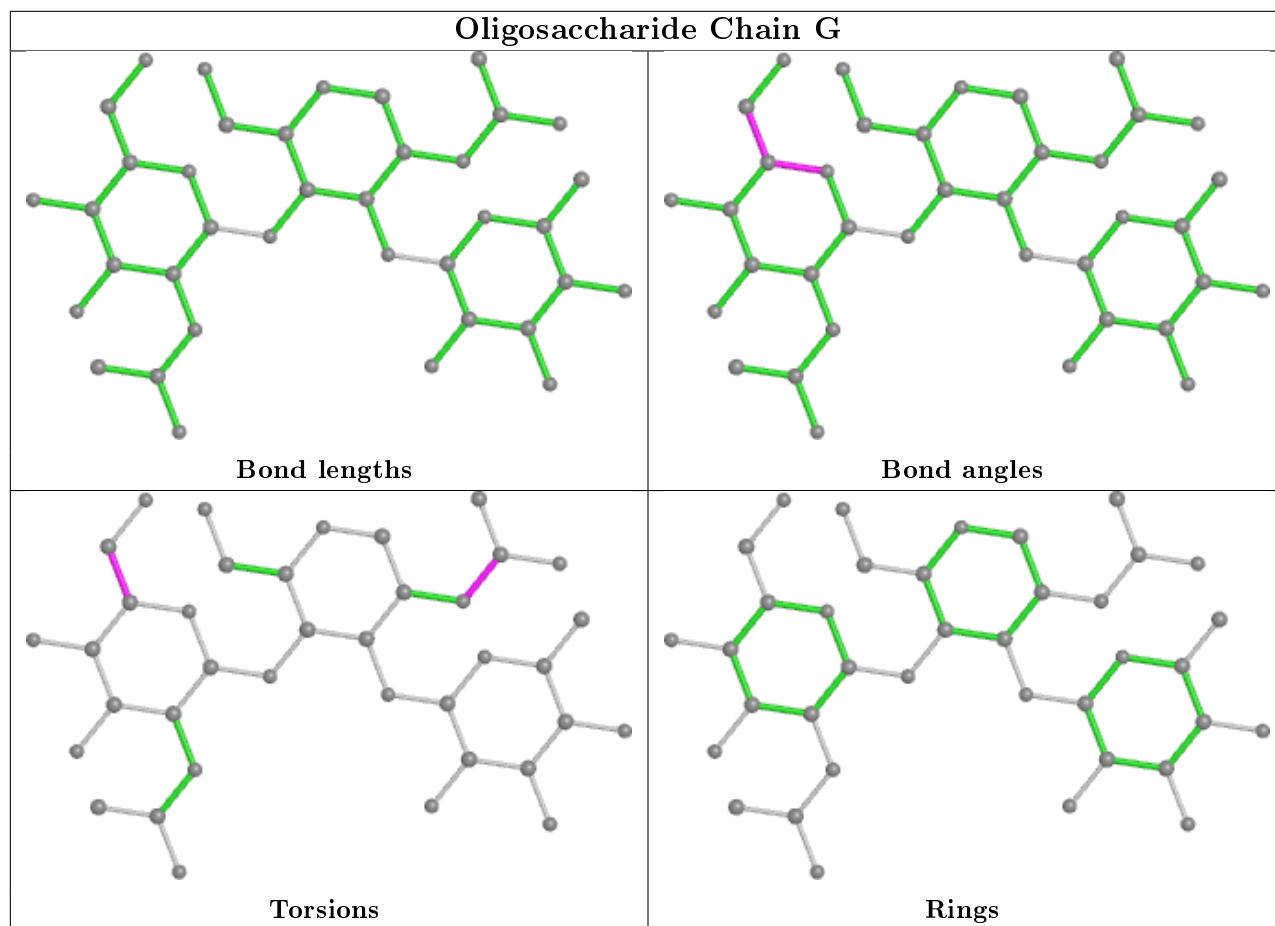 Oligosaccharide Chain G
Bond lengths
Bond angles
Torsions
Rings